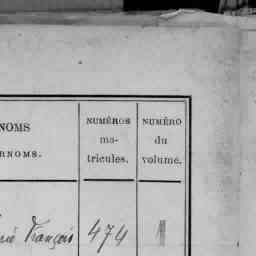 NOMS
RNOMS.
NUMÉROS
ma-
tricules.
NUMÉRO
du
volume.
François 474 1